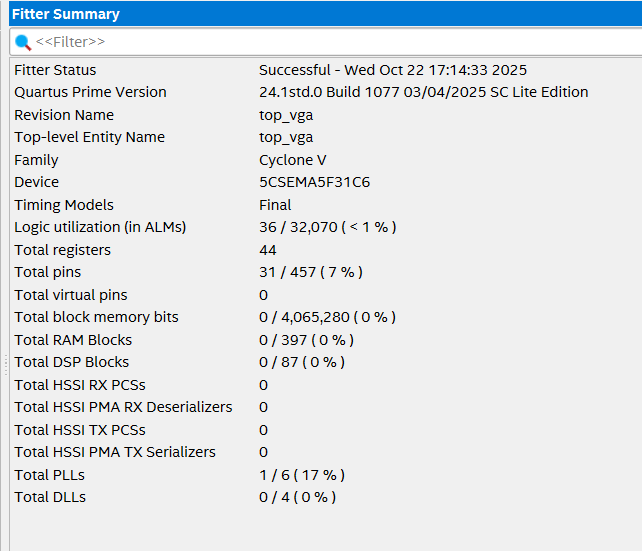 Fitter Summary
<<Filter>>
Fitter Status Successful - Wed Oct 22 17:14:33 2025
Quartus Prime Version 24.1std.0 Build 1077 03/04/2025 SC Lite Edition
Revision Name top_vga
Top-level Entity Name top_vga
Family Cyclone V
Device 5CSEMA5F31C6
Timing Models Final
Logic utilization (in ALMs) 36 / 32,070 ( < 1 % )
Total registers 44
Total pins 31 / 457 ( 7 % )
Total virtual pins 0
Total block memory bits 0 / 4,065,280 ( 0 % )
Total RAM Blocks 0 / 397 ( 0 % )
Total DSP Blocks 0 / 87 ( 0 % )
Total HSSI RX PCSs 0
Total HSSI PMA RX Deserializers 0
Total HSSI TX PCSs 0
Total HSSI PMA TX Serializers 0
Total PLLs 1 / 6 ( 17 % )
Total DLLs 0 / 4 ( 0 % )